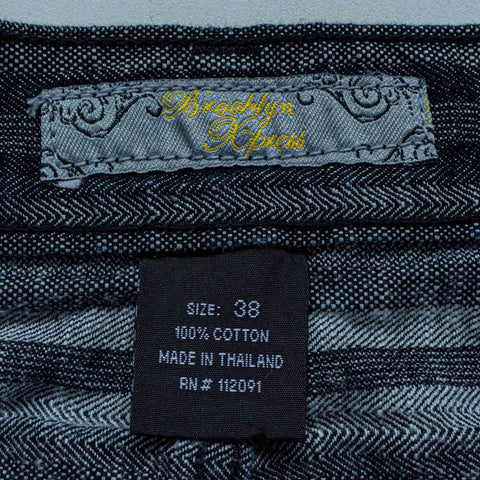 Brooklyn
Xpress
SIZE: 38
100% COTTON
MADE IN THAILAND
RN# 112091